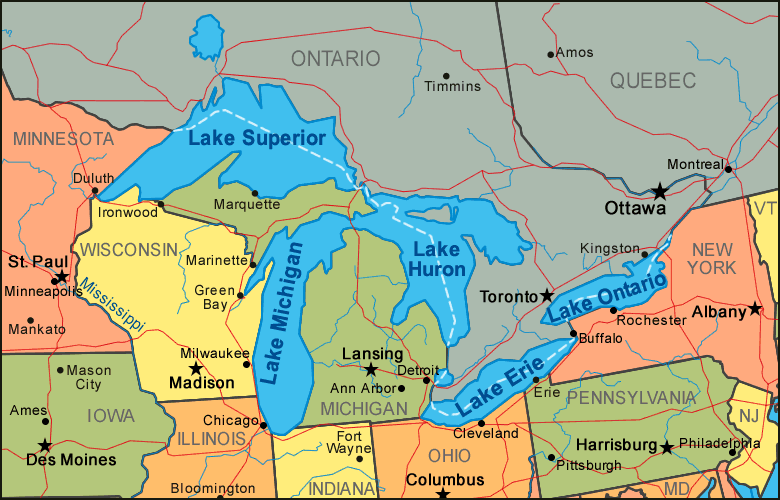 ONTARIO
Amos
QUEBEC
Timmins
MINNESOTA
Lake Superior
Montreal
Duluth
Marquette
Ironwood
Ottawa
VT
WISCONSIN
Marinette
Lake
Huron
Kingston
NEW
YORK
St. Paul
Minneapolis
Mississippi
Green
Bay
Lake Michigan
Toronto
Lake Ontario
Rochester
Albany
Mankato
Buffalo
Milwaukee
Madison
Lansing
Detroit
Ann Arbor
Lake Erie
Erie
Mason
City
MICHIGAN
PENNSYLVANIA
NJ
Ames
IOWA
Chicago
ILLINOIS
Fort
Wayne
Cleveland
OHIO
Harrisburg
Philadelphia
Des Moines
Pittsburgh
Bloomington
INDIANA
Columbus
MD